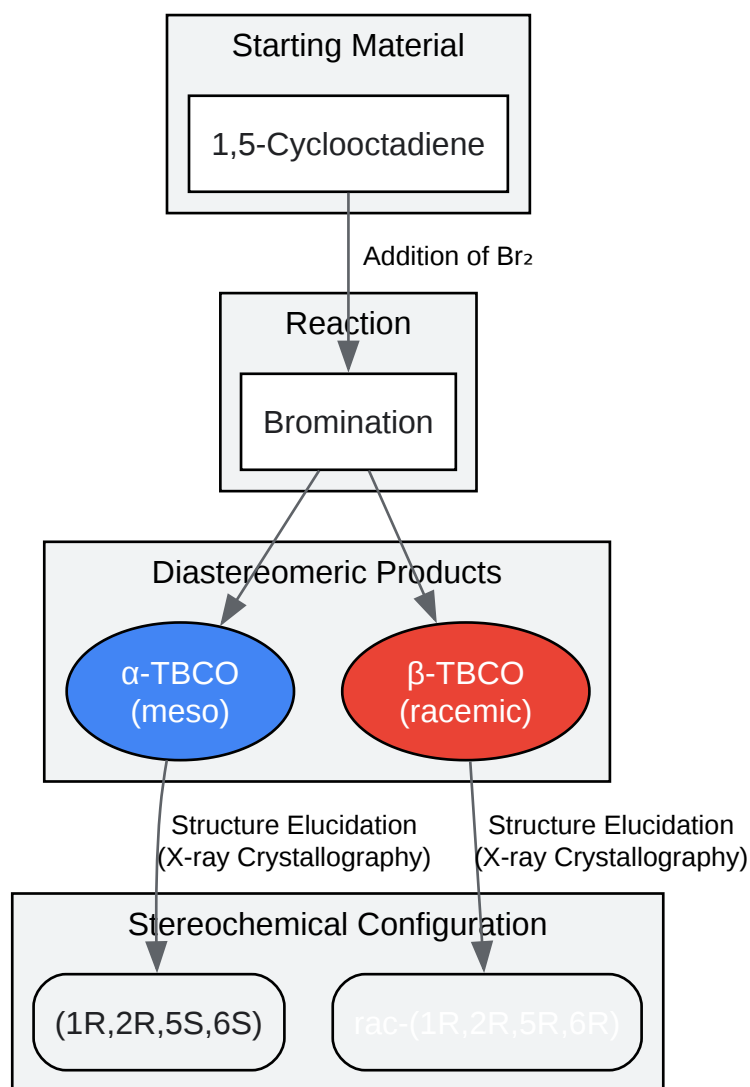 Starting Material
1,5-Cyclooctadiene
Addition of Br₂
Reaction
Bromination
Diastereomeric Products
α-TBCO
(meso)
β-TBCO
(racemic)
Structure Elucidation
(X-ray Crystallography)
Structure Elucidation
(X-ray Crystallography)
Stereochemical Configuration
(1R,2R,5S,6S)
rac-(1R,2R,5R,6R)